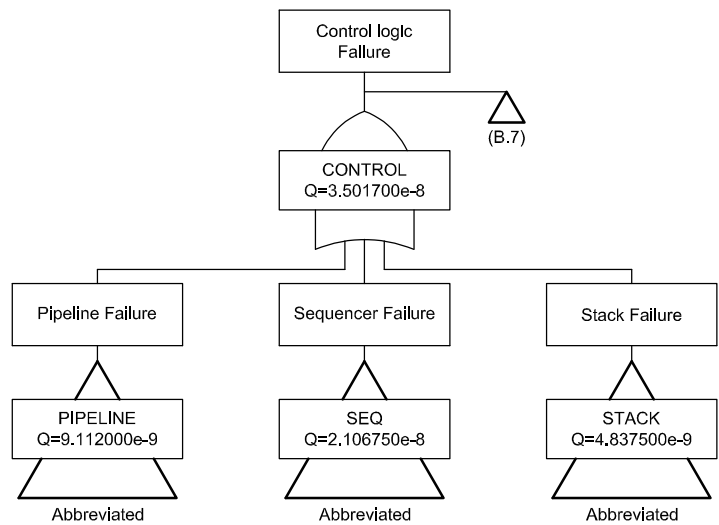 Control logic
Failure
(B.7)
CONTROL
Q=3.501700e-8
Pipeline Failure
Sequencer Failure
Stack Failure
PIPELINE
Q=9.112000e-9
SEQ
Q=2.106750e-8
STACK
Q=4.837500e-9
Abbreviated
Abbreviated
Abbreviated